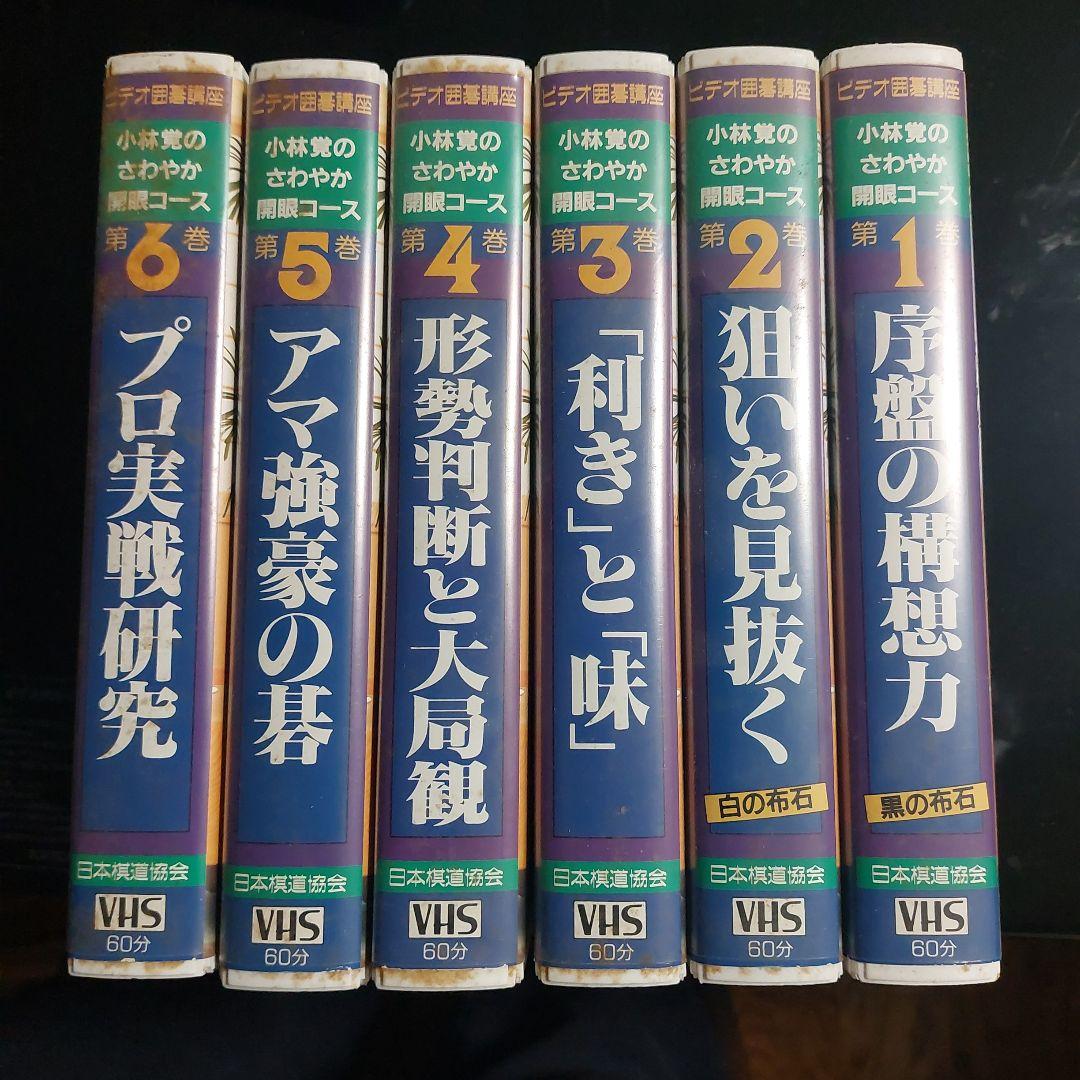 ビデオ囲碁講座
小林覚の
さわやか
開眼コース
第6巻
プロ実戦研究
日本棋道協会
VHS
60分
ビデオ囲碁講座
小林覚の
さわやか
開眼コース
第5巻
アマ強豪の碁
日本棋道協会
VHS
60分
ビデオ囲碁講座
小林覚の
さわやか
開眼コース
第4巻
形勢判断と大局観
日本棋道協会
VHS
60分
ビデオ囲碁講座
小林覚の
さわやか
開眼コース
第3巻
「利き」と「味」
日本棋道協会
VHS
60分
ビデオ囲碁講座
小林覚の
さわやか
開眼コース
第2巻
狙いを見抜く
白の布石
日本棋道協会
VHS
60分
ビデオ囲碁講座
小林覚の
さわやか
開眼コース
第1巻
序盤の構想力
黒の布石
日本棋道協会
VHS
60分